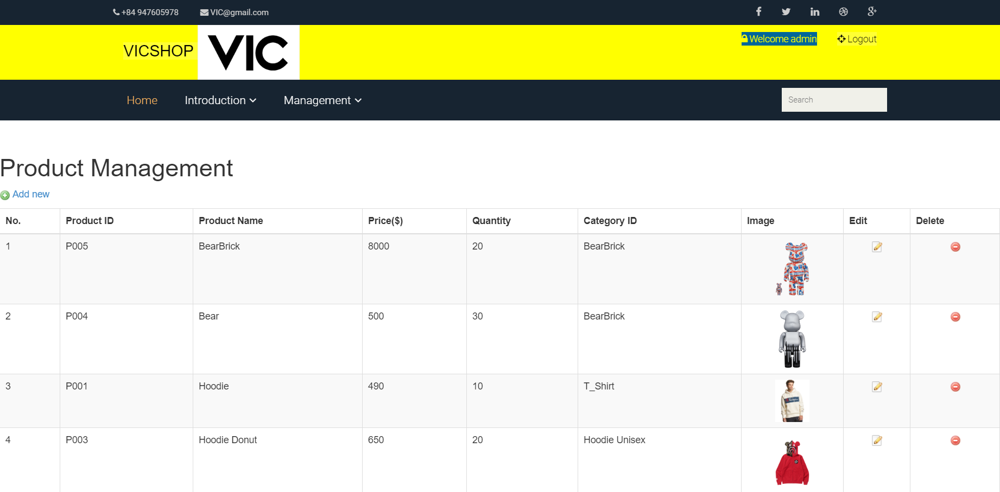 +84 947605978 VIC@gmail.com
VICSHOP VIC Welcome admin Logout
Home Introduction Management Search
Product Management
Add new
No. Product ID Product Name Price($) Quantity Category ID Image Edit Delete
1 P005 BearBrick 8000 20 BearBrick
2 P004 Bear 500 30 BearBrick
3 P001 Hoodie 490 10 T_Shirt
4 P003 Hoodie Donut 650 20 Hoodie Unisex